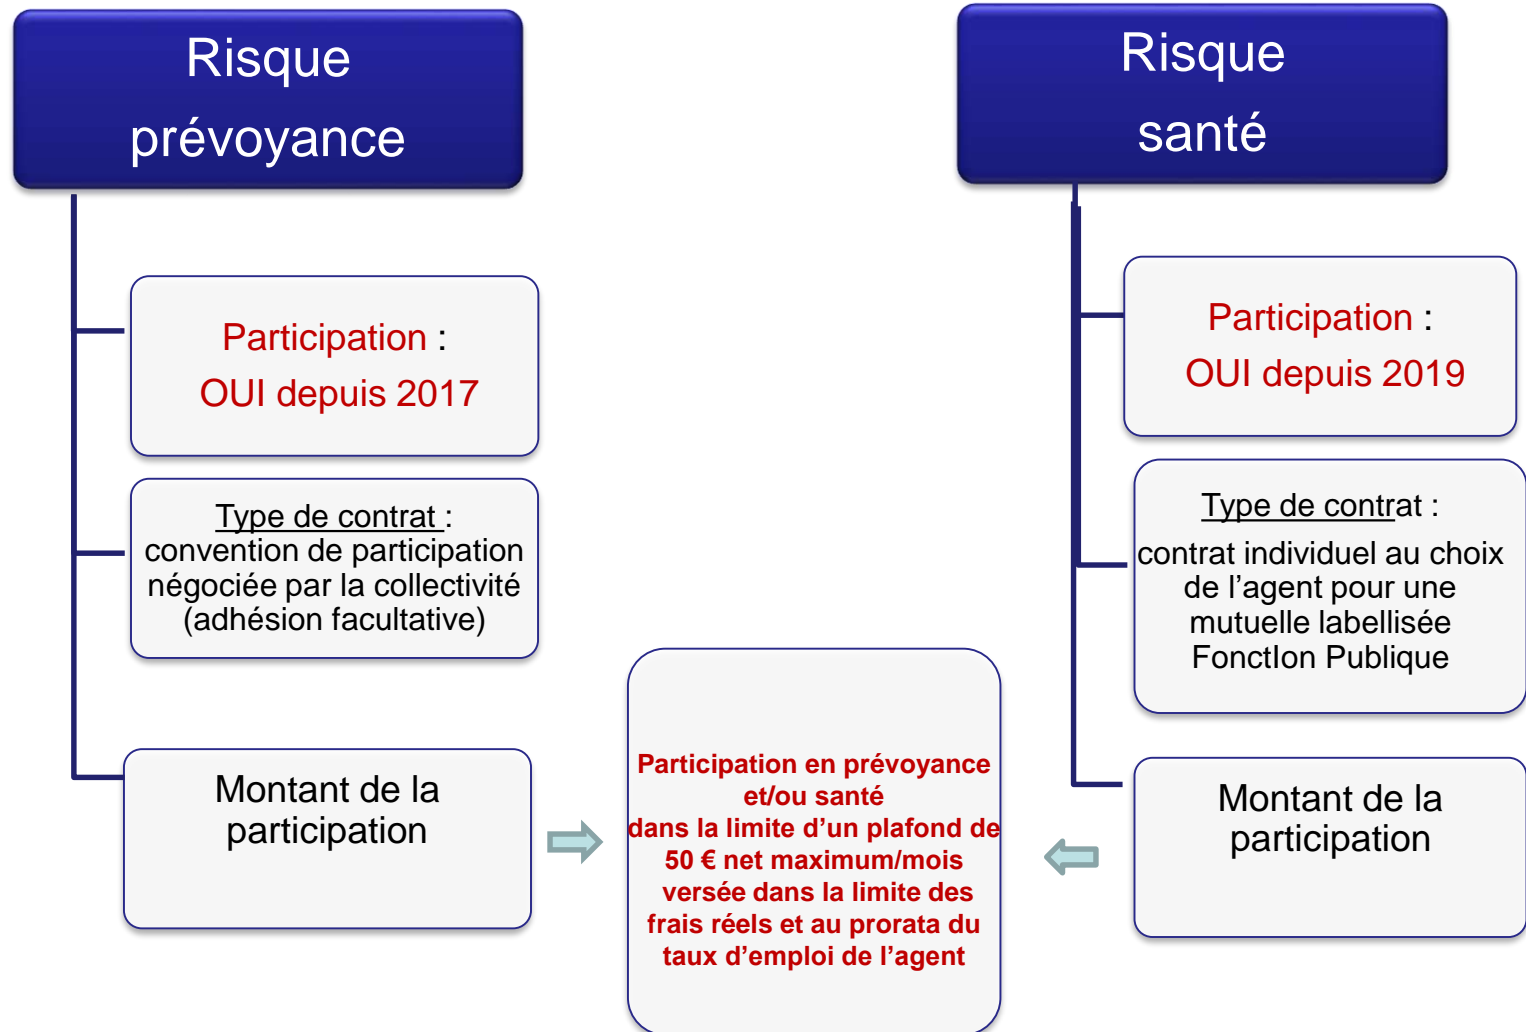 Risque
prévoyance
Participation :
OUI depuis 2017
Type de contrat :
convention de participation
négociée par la collectivité
(adhésion facultative)
Montant de la
participation
Risque
santé
Participation :
OUI depuis 2019
Type de contrat :
contrat individuel au choix
de l’agent pour une
mutuelle labellisée
FonctIon Publique
Montant de la
participation
Participation en prévoyance
et/ou santé
dans la limite d’un plafond de
50 € net maximum/mois
versée dans la limite des
frais réels et au prorata du
taux d’emploi de l’agent